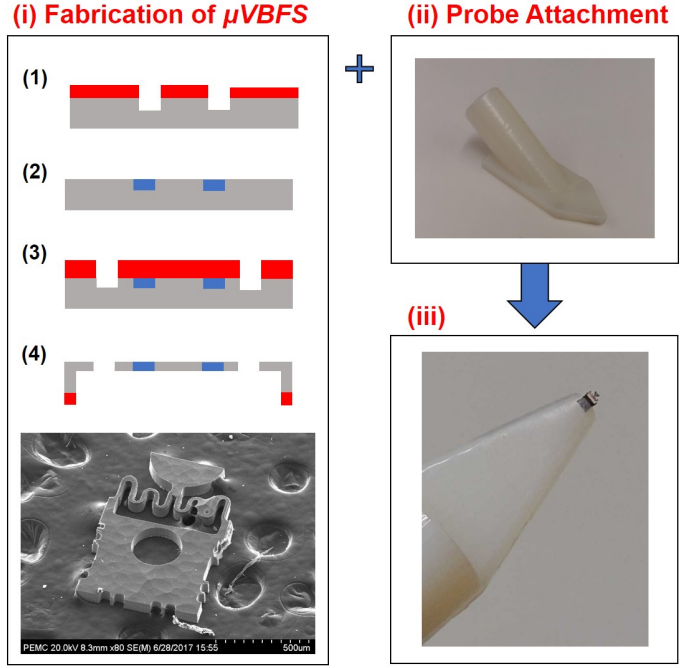 (i) Fabrication of μVBFS
(ii) Probe Attachment
(1)
(2)
(3)
(4)
PEMC 20.0kV 8.3mm x80 SE(M) 6/28/2017 15:55
500um
(iii)